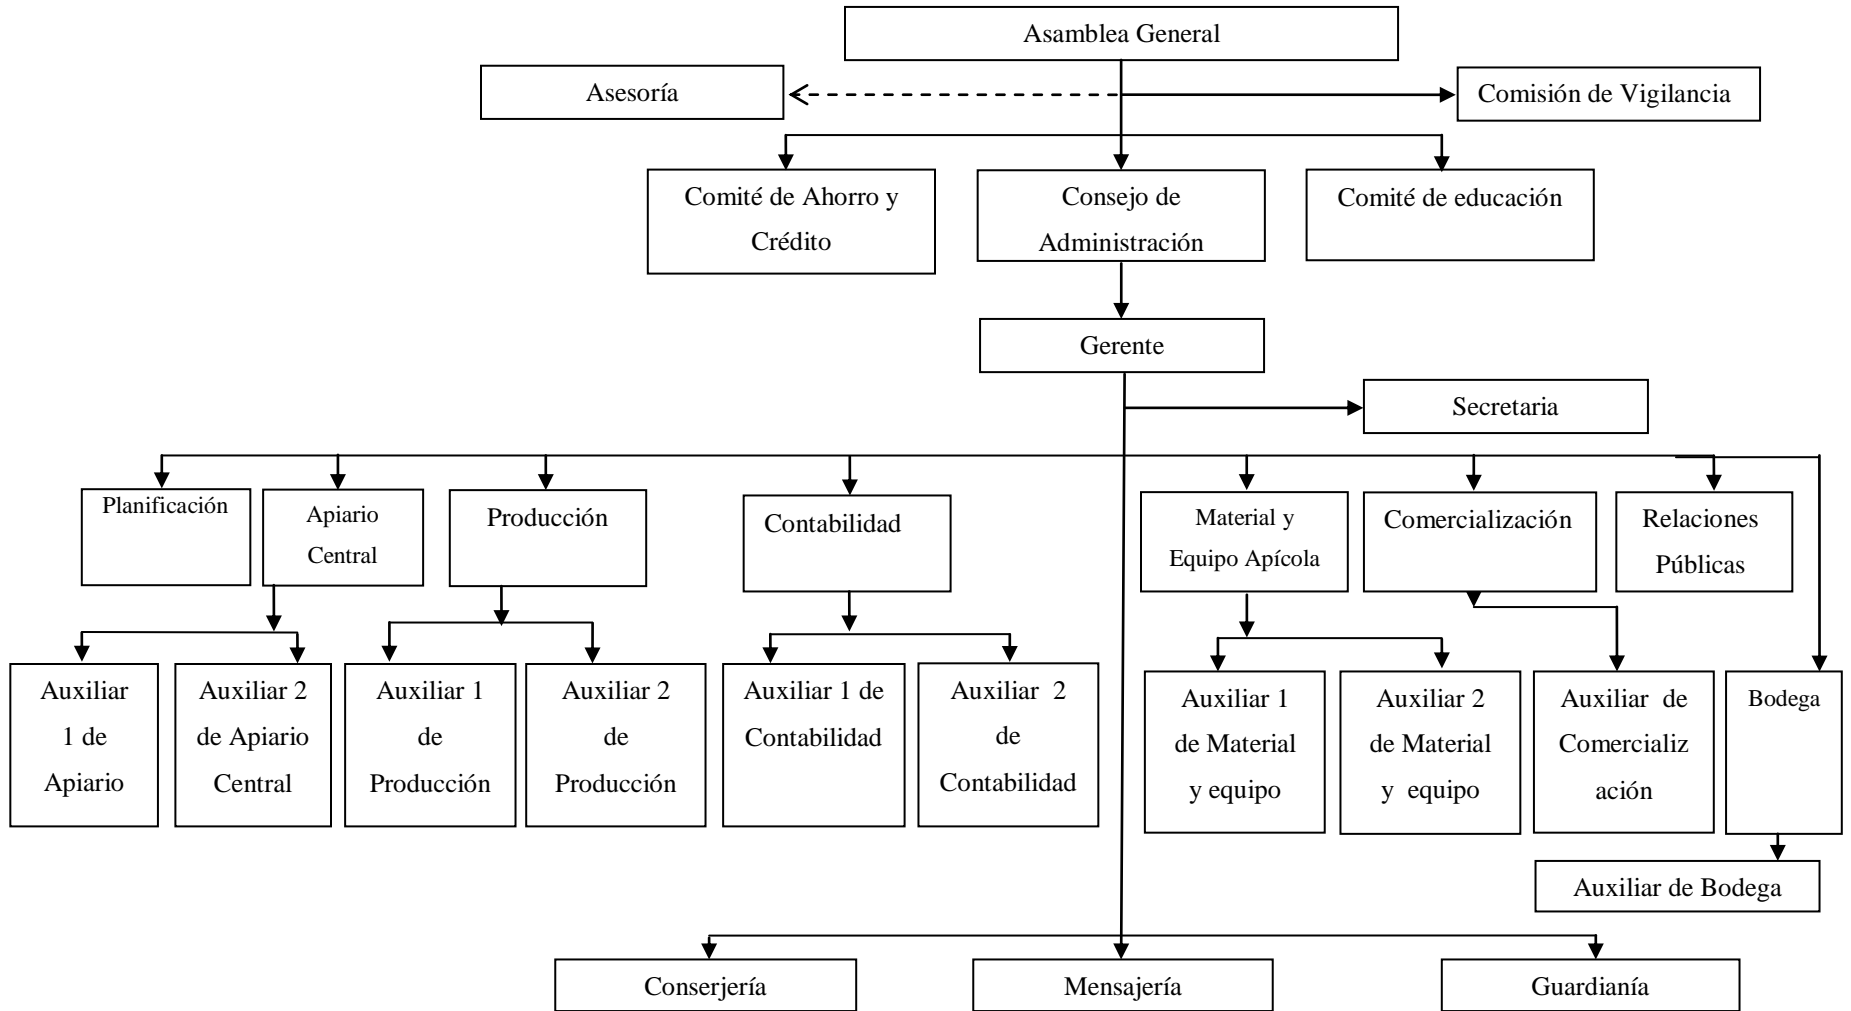 Asamblea General
Asesoría
Comisión de Vigilancia
Comité de Ahorro y
Crédito
Consejo de
Administración
Comité de educación
Gerente
Secretaria
Planificación
Apiario
Central
Producción
Contabilidad
Material y
Equipo Apícola
Comercialización
Relaciones
Públicas
Auxiliar
1 de
Apiario
Auxiliar 2
de Apiario
Central
Auxiliar 1
de
Producción
Auxiliar 2
de
Producción
Auxiliar 1 de
Contabilidad
Auxiliar 2
de
Contabilidad
Auxiliar 1
de Material
y equipo
Auxiliar 2
de Material
y equipo
Auxiliar de
Comercializ
ación
Bodega
Auxiliar de Bodega
Conserjería
Mensajería
Guardianía